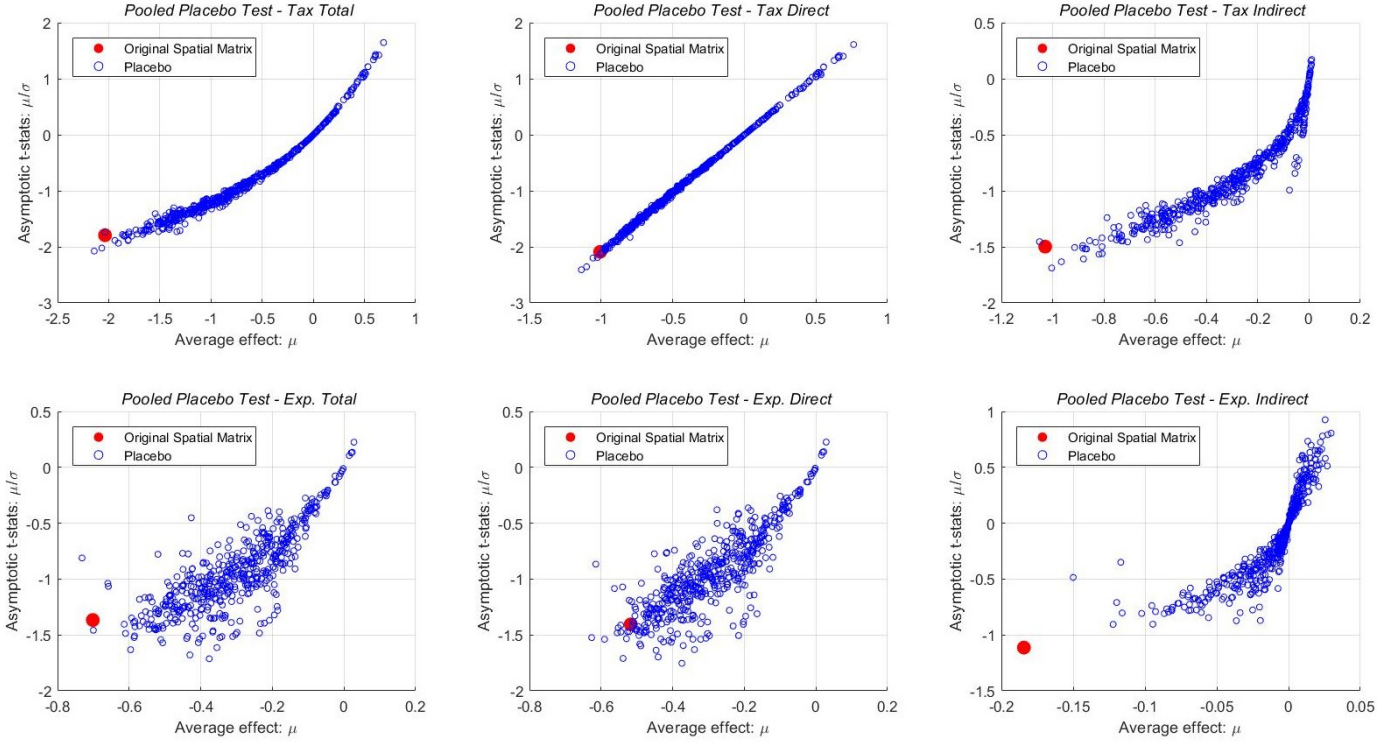 Pooled Placebo Test - Tax Total
2
1
0
-1
-2
-3
Asymptotic t-stats: μ/σ
Original Spatial Matrix
Placebo
-2.5 -2 -1.5 -1 -0.5 0 0.5 1
Average effect: μ
Pooled Placebo Test - Tax Direct
2
1
0
-1
-2
-3
Asymptotic t-stats: μ/σ
Original Spatial Matrix
Placebo
-1.5 -1 -0.5 0 0.5 1
Average effect: μ
Pooled Placebo Test - Tax Indirect
0.5
0
-0.5
-1
-1.5
-2
Asymptotic t-stats: μ/σ
Original Spatial Matrix
Placebo
-1.2 -1 -0.8 -0.6 -0.4 -0.2 0 0.2
Average effect: μ
Pooled Placebo Test - Exp. Total
0.5
0
-0.5
-1
-1.5
-2
Asymptotic t-stats: μ/σ
Original Spatial Matrix
Placebo
-0.8 -0.6 -0.4 -0.2 0 0.2
Average effect: μ
Pooled Placebo Test - Exp. Direct
0.5
0
-0.5
-1
-1.5
-2
Asymptotic t-stats: μ/σ
Original Spatial Matrix
Placebo
-0.8 -0.6 -0.4 -0.2 0 0.2
Average effect: μ
Pooled Placebo Test - Exp. Indirect
1
0.5
0
-0.5
-1
-1.5
Asymptotic t-stats: μ/σ
Original Spatial Matrix
Placebo
-0.2 -0.15 -0.1 -0.05 0 0.05
Average effect: μ